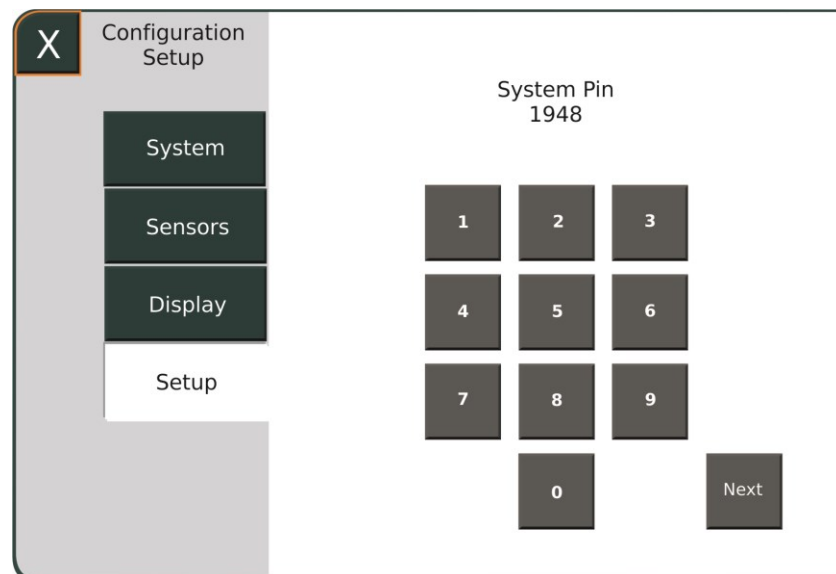 X
Configuration
Setup
System
Sensors
Display
Setup
System Pin
1948
1 2 3
4 5 6
7 8 9
0 Next